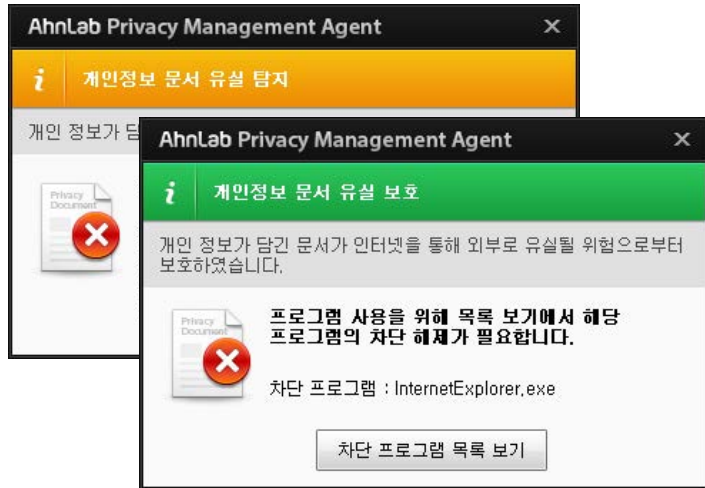 AhnLab Privacy Management Agent
개인정보 문서 유실 탐지
개인 정보가 담
Privacy
Document
AhnLab Privacy Management Agent
개인정보 문서 유실 보호
개인 정보가 담긴 문서가 인터넷을 통해 외부로 유실될 위험으로부터
보호하였습니다.
Privacy
Document
프로그램 사용을 위해 목록 보기에서 해당
프로그램의 차단 해제가 필요합니다.
차단 프로그램 : InternetExplorer,exe
차단 프로그램 목록 보기